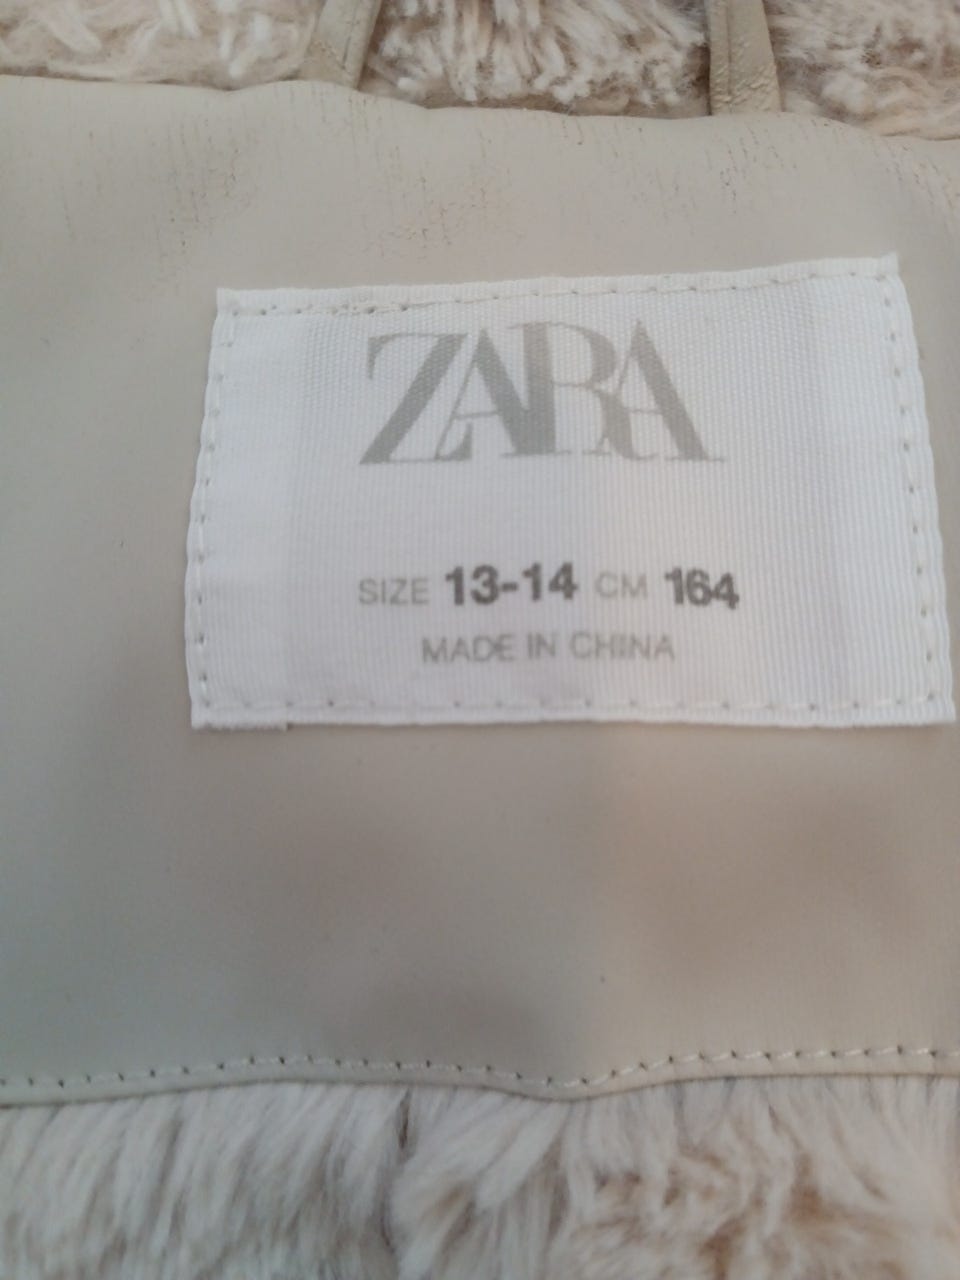 ZARA
SIZE 13-14 CM 164
MADE IN CHINA